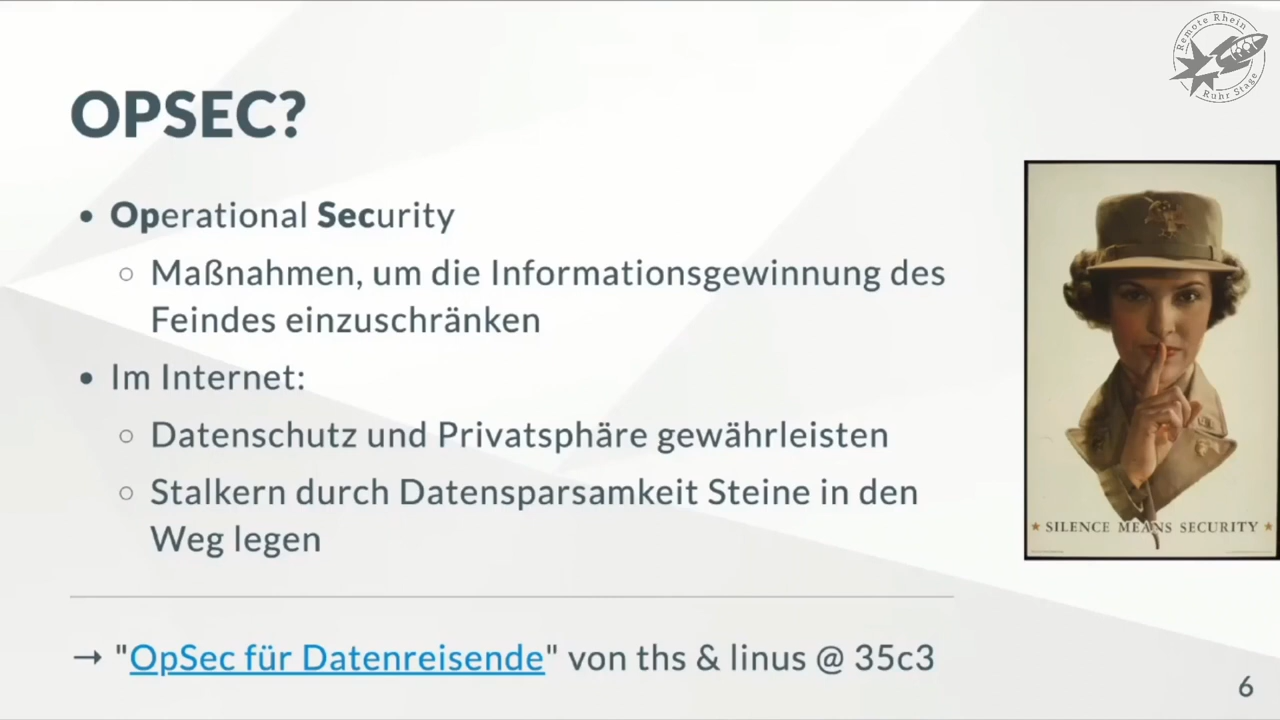 Remote Rhein
Ruhr Stage
OPSEC?
• Operational Security
○ Maßnahmen, um die Informationsgewinnung des
Feindes einzuschränken
• Im Internet:
○ Datenschutz und Privatsphäre gewährleisten
○ Stalkern durch Datensparsamkeit Steine in den
Weg legen
SILENCE MEANS SECURITY
→ "OpSec für Datenreisende" von ths & linus @ 35c3
6